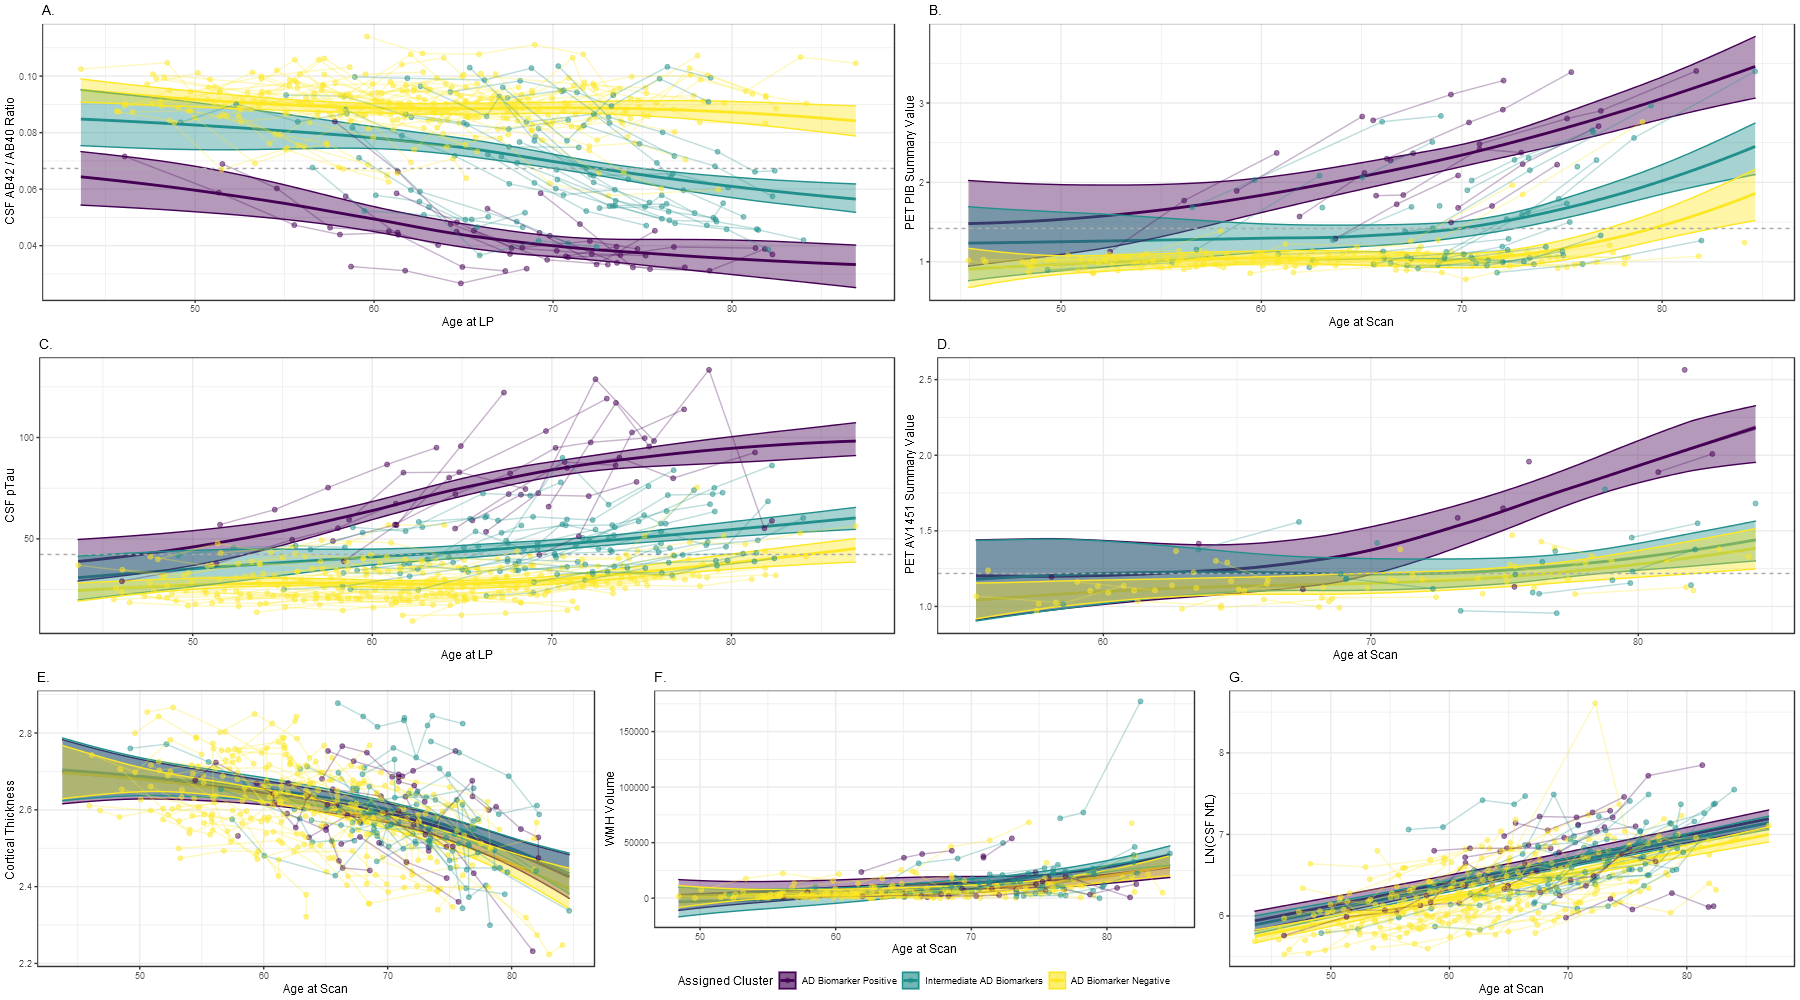 A.
CSF AB42 / AB40 Ratio
0.10
0.08
0.06
0.04
50
60
70
80
Age at LP
B.
PET PIB Summary Value
3
2
1
50
60
70
80
Age at Scan
C.
CSF pTau
100
50
50
60
70
80
Age at LP
D.
PET AV1451 Summary Value
2.5
2.0
1.5
1.0
60
70
80
Age at Scan
E.
Cortical Thickness
2.8
2.6
2.4
2.2
50
60
70
80
Age at Scan
F.
WMH Volume
150000
100000
50000
0
50
60
70
80
Age at Scan
G.
LN(CSF NfL)
8
7
6
50
60
70
80
Age at Scan
Assigned Cluster
AD Biomarker Positive
Intermediate AD Biomarkers
AD Biomarker Negative